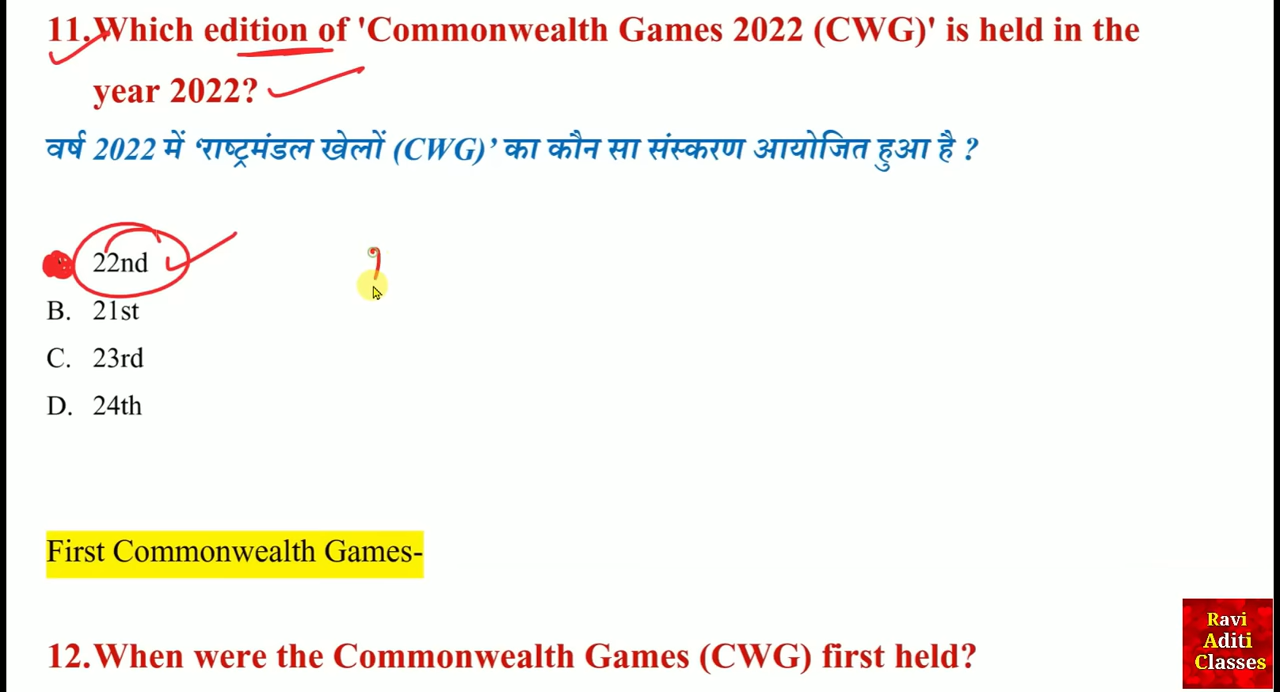 11. Which edition of 'Commonwealth Games 2022 (CWG)' is held in the
year 2022?
वर्ष 2022 में ‘राष्ट्रमंडल खेलों (CWG)’ का कौन सा संस्करण आयोजित हुआ है ?
22nd
B. 21st
C. 23rd
D. 24th
First Commonwealth Games-
12. When were the Commonwealth Games (CWG) first held?
Ravi
Aditi
Classes